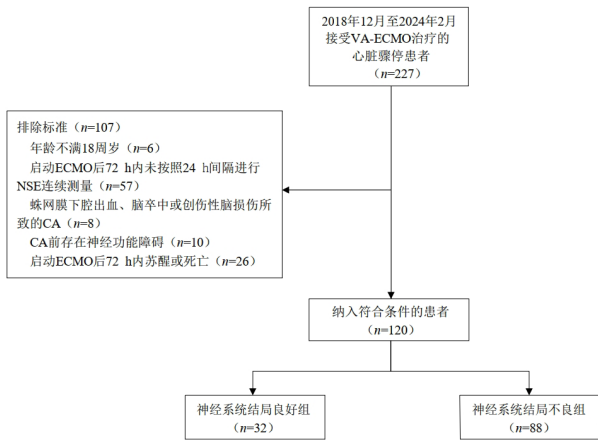 2018年12月至2024年2月
接受VA-ECMO治疗的
心脏骤停患者
（n=227）
排除标准（n=107）
年龄不满18周岁（n=6）
启动ECMO后72 h内未按照24 h间隔进行
NSE连续测量（n=57）
蛛网膜下腔出血、脑卒中或创伤性脑损伤所
致的CA（n=8）
CA前存在神经功能障碍（n=10）
启动ECMO后72 h内苏醒或死亡（n=26）
纳入符合条件的患者
（n=120）
神经系统结局良好组
（n=32）
神经系统结局不良组
（n=88）